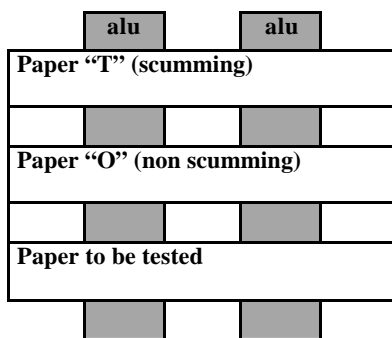 alu alu
Paper “T” (scumming)
Paper “O” (non scumming)
Paper to be tested